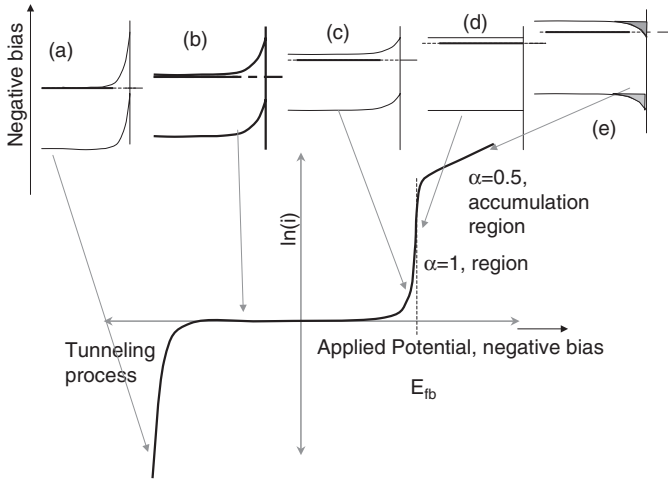 (a)
(b)
(c)
(d)
(e)
Negative bias
ln(i)
α=0.5,
accumulation
region
α=1, region
Tunneling
process
Applied Potential, negative bias
E_fb